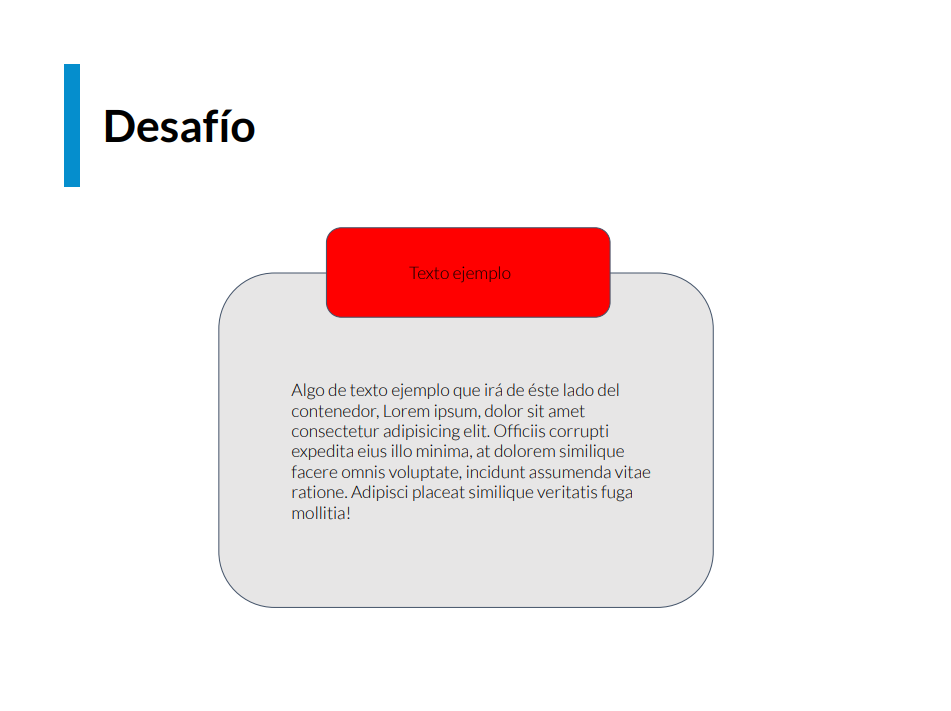 Desafío
Texto ejemplo
Algo de texto ejemplo que irá de éste lado del
contenedor, Lorem ipsum, dolor sit amet
consectetur adipisicing elit. Officiis corrupti
expedita eius illo minima, at dolorem similique
facere omnis voluptate, incidunt assumenda vitae
ratione. Adipisci placeat similique veritatis fuga
mollitia!